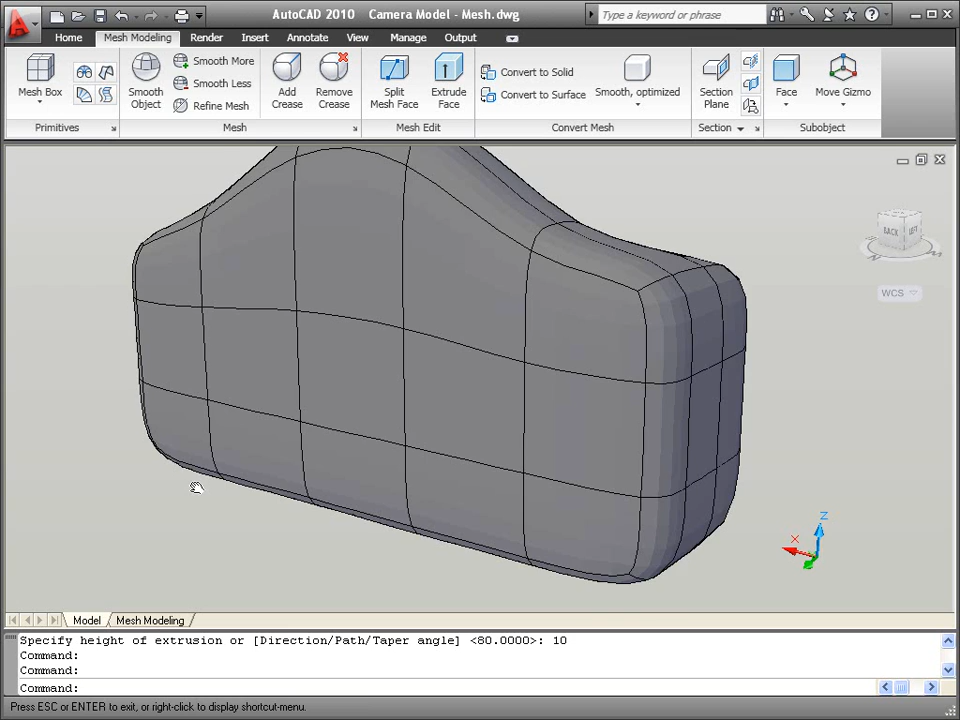 AutoCAD 2010 Camera Model - Mesh.dwg
Type a keyword or phrase
Home Mesh Modeling Render Insert Annotate View Manage Output
Mesh Box
Smooth Object
Smooth More
Smooth Less
Refine Mesh
Add Crease
Remove Crease
Split Mesh Face
Extrude Face
Convert to Solid
Convert to Surface
Smooth, optimized
Section Plane
Face
Move Gizmo
Primitives Mesh Mesh Edit Convert Mesh Section Subobject
BACK LEFT
WCS
Z
X
Model Mesh Modeling
Specify height of extrusion or [Direction/Path/Taper angle] <80.0000>: 10
Command:
Command:
Command:
Press ESC or ENTER to exit, or right-click to display shortcut-menu.